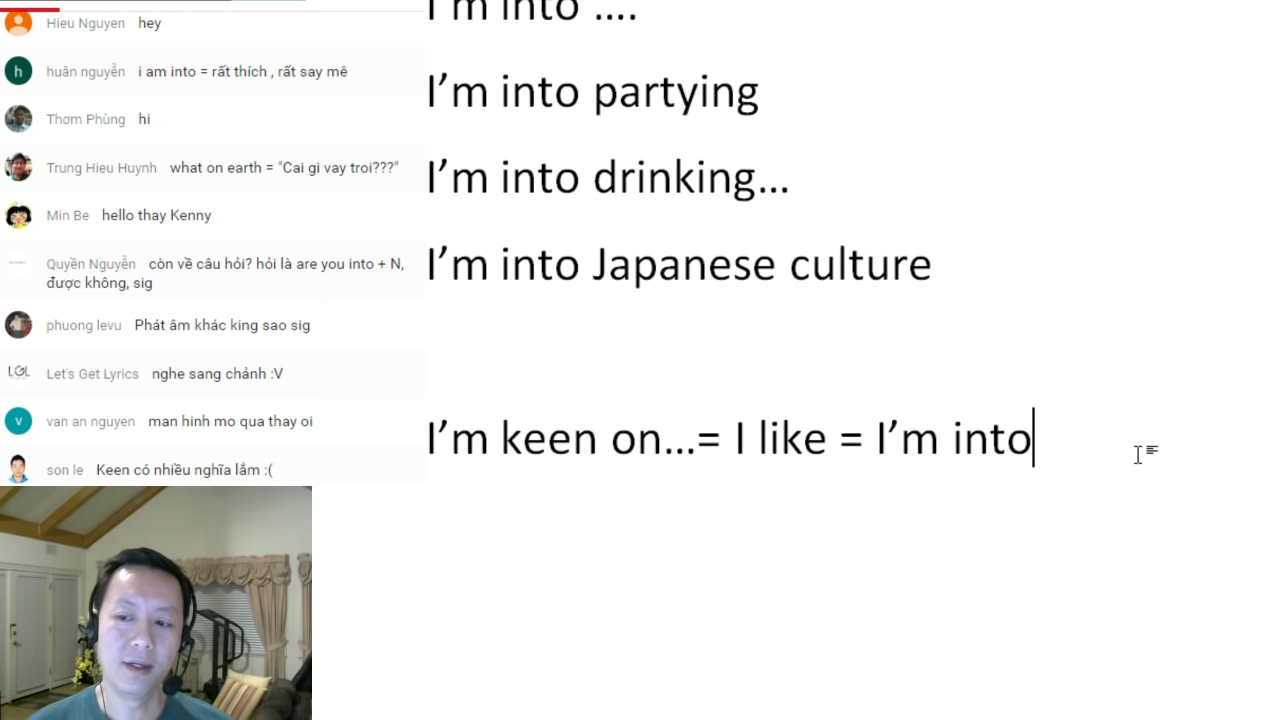 Hieu Nguyen hey
huân nguyễn i am into = rất thích , rất say mê
Thơm Phùng hi
Trung Hieu Huynh what on earth = "Cai gi vay troi???"
Min Be hello thay Kenny
Quyền Nguyễn còn về câu hỏi? hỏi là are you into + N,
được không, sig
phuong levu Phát âm khác king sao sig
LGL
Let's Get Lyrics nghe sang chảnh :V
van an nguyen man hinh mo qua thay oi
son le Keen có nhiều nghĩa lắm :(
I'm into ....
I'm into partying
I'm into drinking...
I'm into Japanese culture
I'm keen on...= I like = I'm into